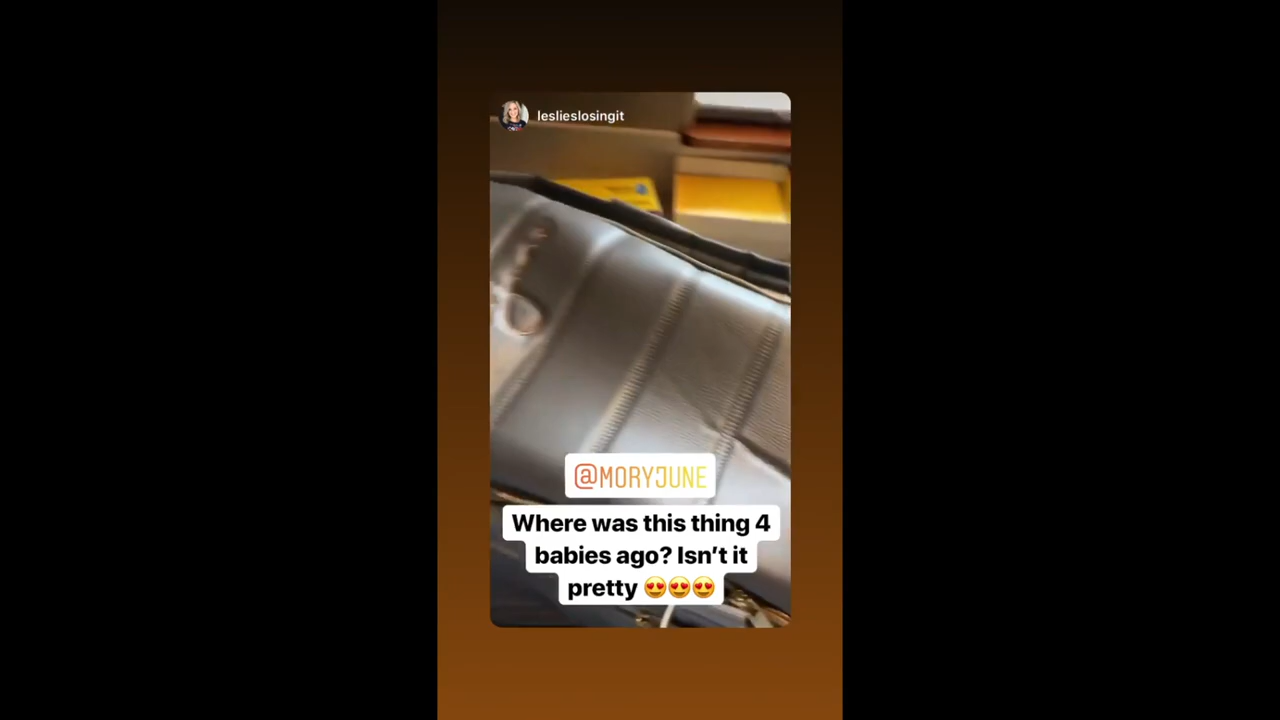 leslieslosingit
@MORYJUNE
Where was this thing 4
babies ago? Isn't it
pretty 😍😍😍